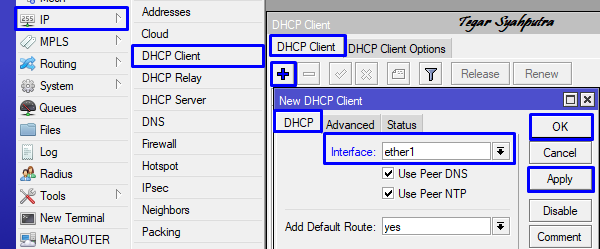 Mesh
IP
MPLS
Routing
System
Queues
Files
Log
Radius
Tools
New Terminal
MetaROUTER
Addresses
Cloud
DHCP Client
DHCP Relay
DHCP Server
DNS
Firewall
Hotspot
IPsec
Neighbors
Packing
DHCP Client
Tegar Syahputra
DHCP Client DHCP Client Options
Release Renew
New DHCP Client
DHCP Advanced Status
Interface: ether1
Use Peer DNS
Use Peer NTP
Add Default Route: yes
OK
Cancel
Apply
Disable
Comment